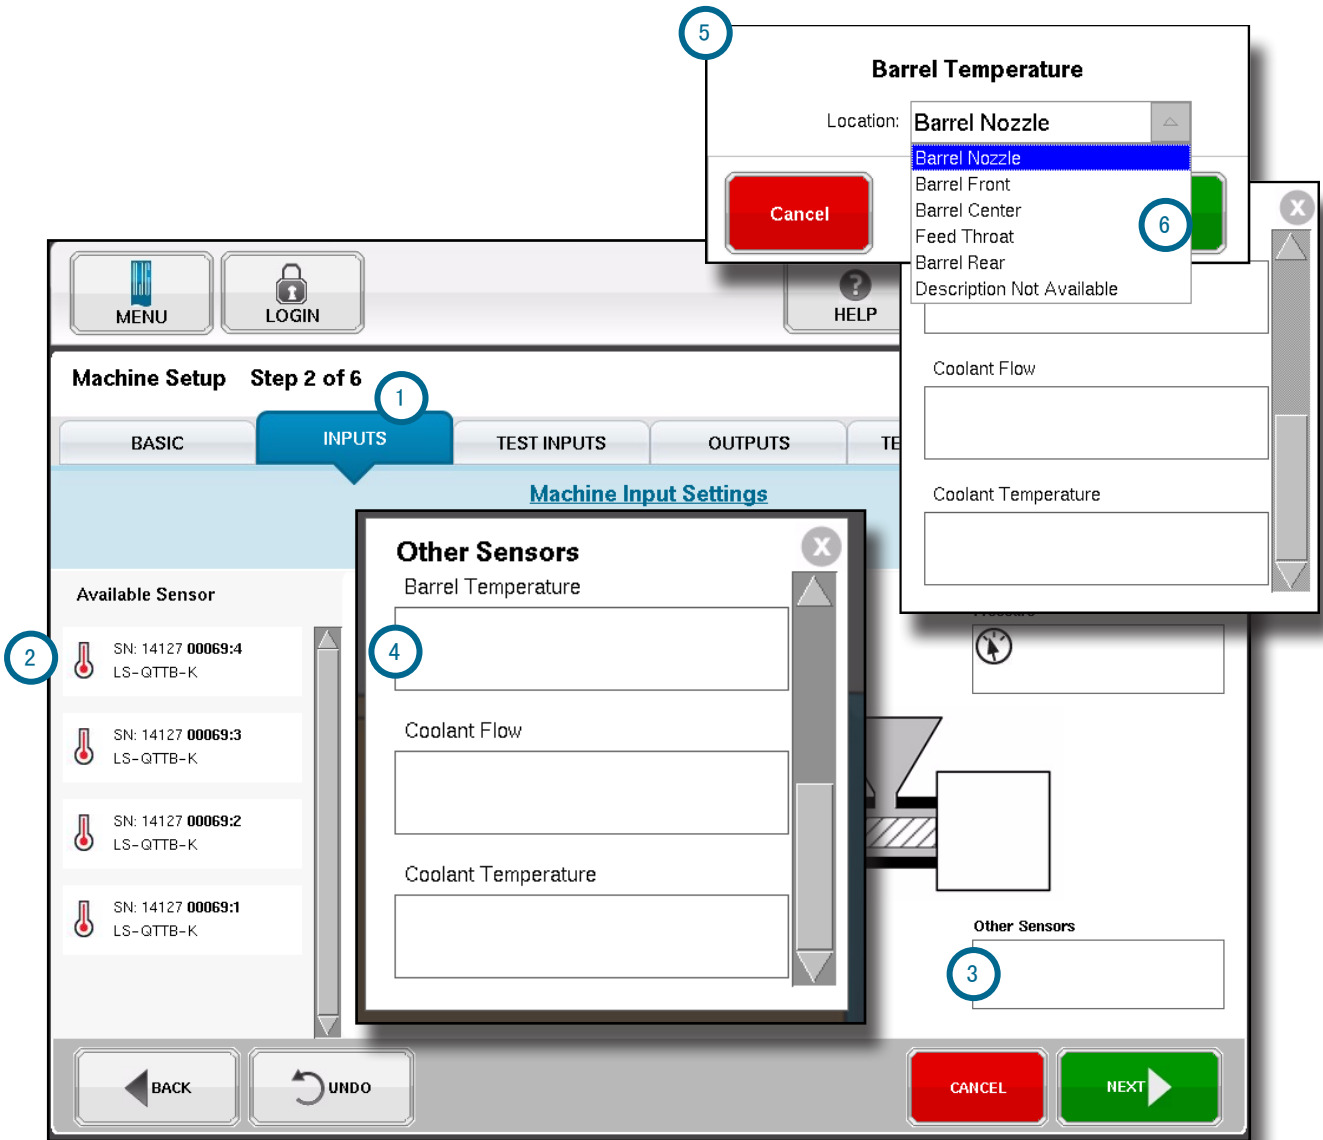 5
Barrel Temperature
Location:
Barrel Nozzle
Barrel Nozzle
Barrel Front
Barrel Center
Feed Throat
Barrel Rear
Description Not Available
Cancel
6
X
MENU
LOGIN
?
HELP
Coolant Flow
Coolant Temperature
Machine Setup Step 2 of 6
1
BASIC
INPUTS
TEST INPUTS
OUTPUTS
TE
Machine Input Settings
Available Sensor
2
SN: 14127 00069:4
LS-QTTB-K
SN: 14127 00069:3
LS-QTTB-K
SN: 14127 00069:2
LS-QTTB-K
SN: 14127 00069:1
LS-QTTB-K
Other Sensors
X
Barrel Temperature
4
Coolant Flow
Coolant Temperature
Other Sensors
3
BACK
UNDO
CANCEL
NEXT